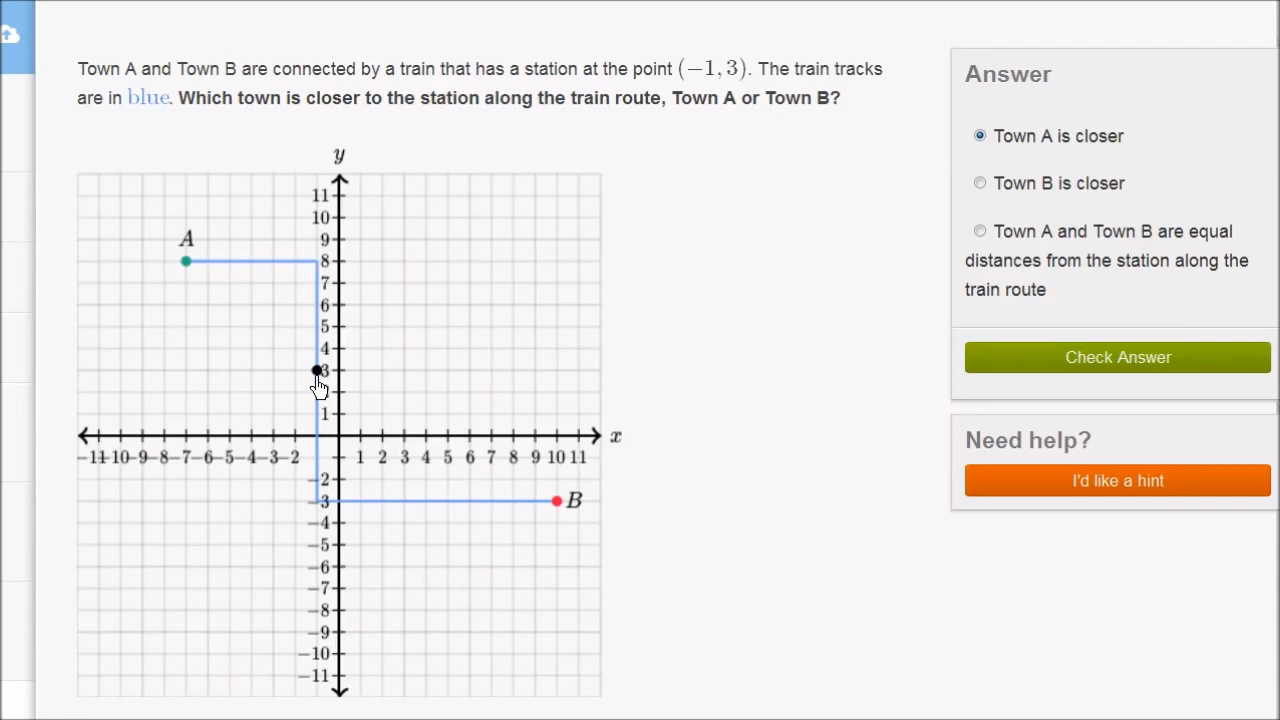 Town A and Town B are connected by a train that has a station at the point (−1, 3). The train tracks
are in blue. Which town is closer to the station along the train route, Town A or Town B?
y
11
10
9
8
7
6
5
4
3
1
A
−11−10−9−8−7−6−5−4−3−2 1 2 3 4 5 6 7 8 9 10 11
x
−2
−3
−4
−5
−6
−7
−8
−9
−10
−11
B
Answer
Town A is closer
Town B is closer
Town A and Town B are equal
distances from the station along the
train route
Check Answer
Need help?
I'd like a hint